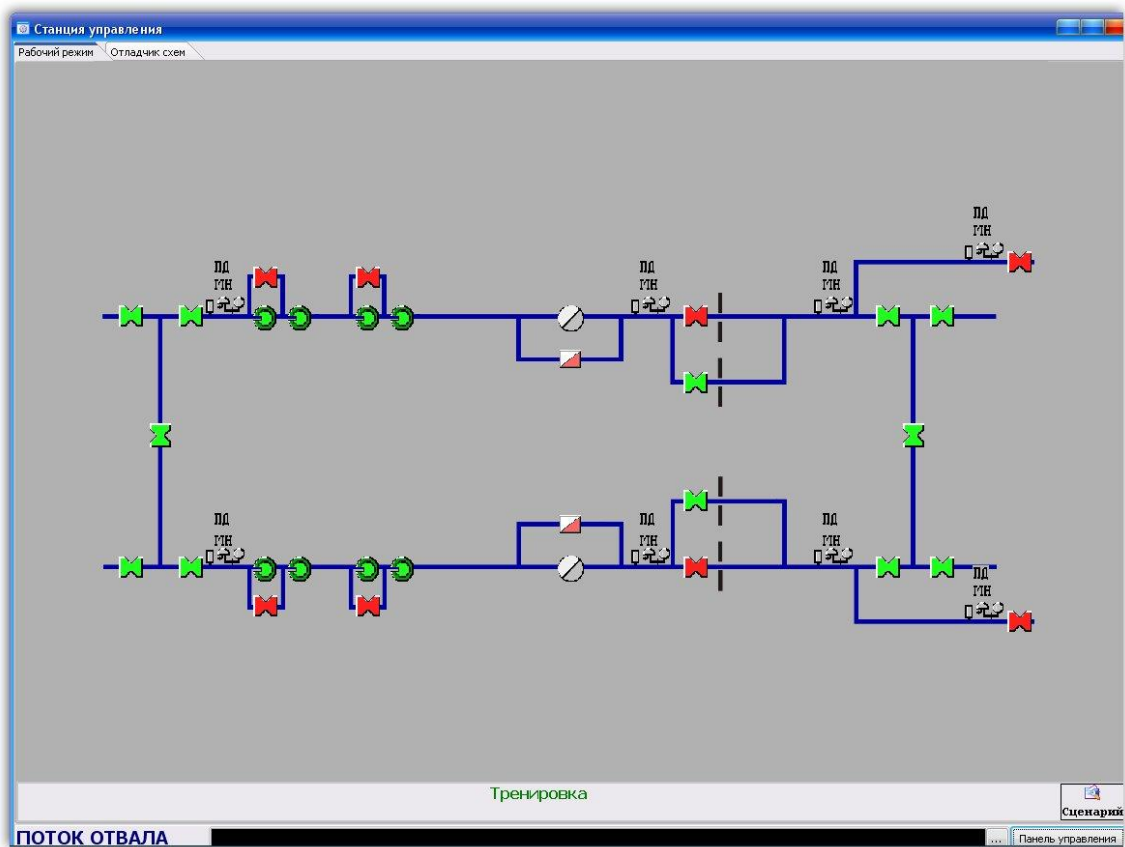 Станция управления
Рабочий режим
Отладчик схем
ПД
МН
ПД
МН
ПД
МН
ПД
МН
ПД
МН
ПД
МН
ПД
МН
ПД
МН
Тренировка
Сценарий
ПОТОК ОТВАЛА
...
Панель управления